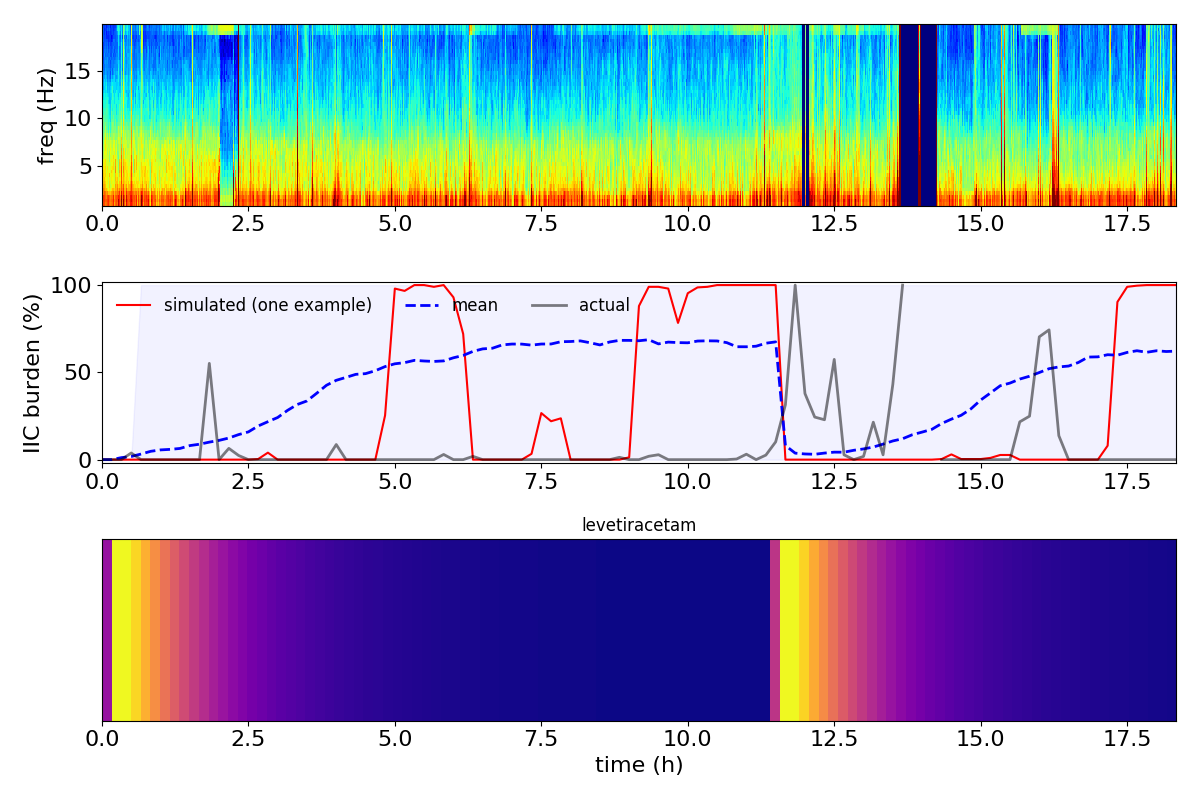 15
10
5
freq (Hz)
0.0 2.5 5.0 7.5 10.0 12.5 15.0 17.5
100
50
0
IIC burden (%)
simulated (one example) mean actual
0.0 2.5 5.0 7.5 10.0 12.5 15.0 17.5
levetiracetam
0.0 2.5 5.0 7.5 10.0 12.5 15.0 17.5
time (h)